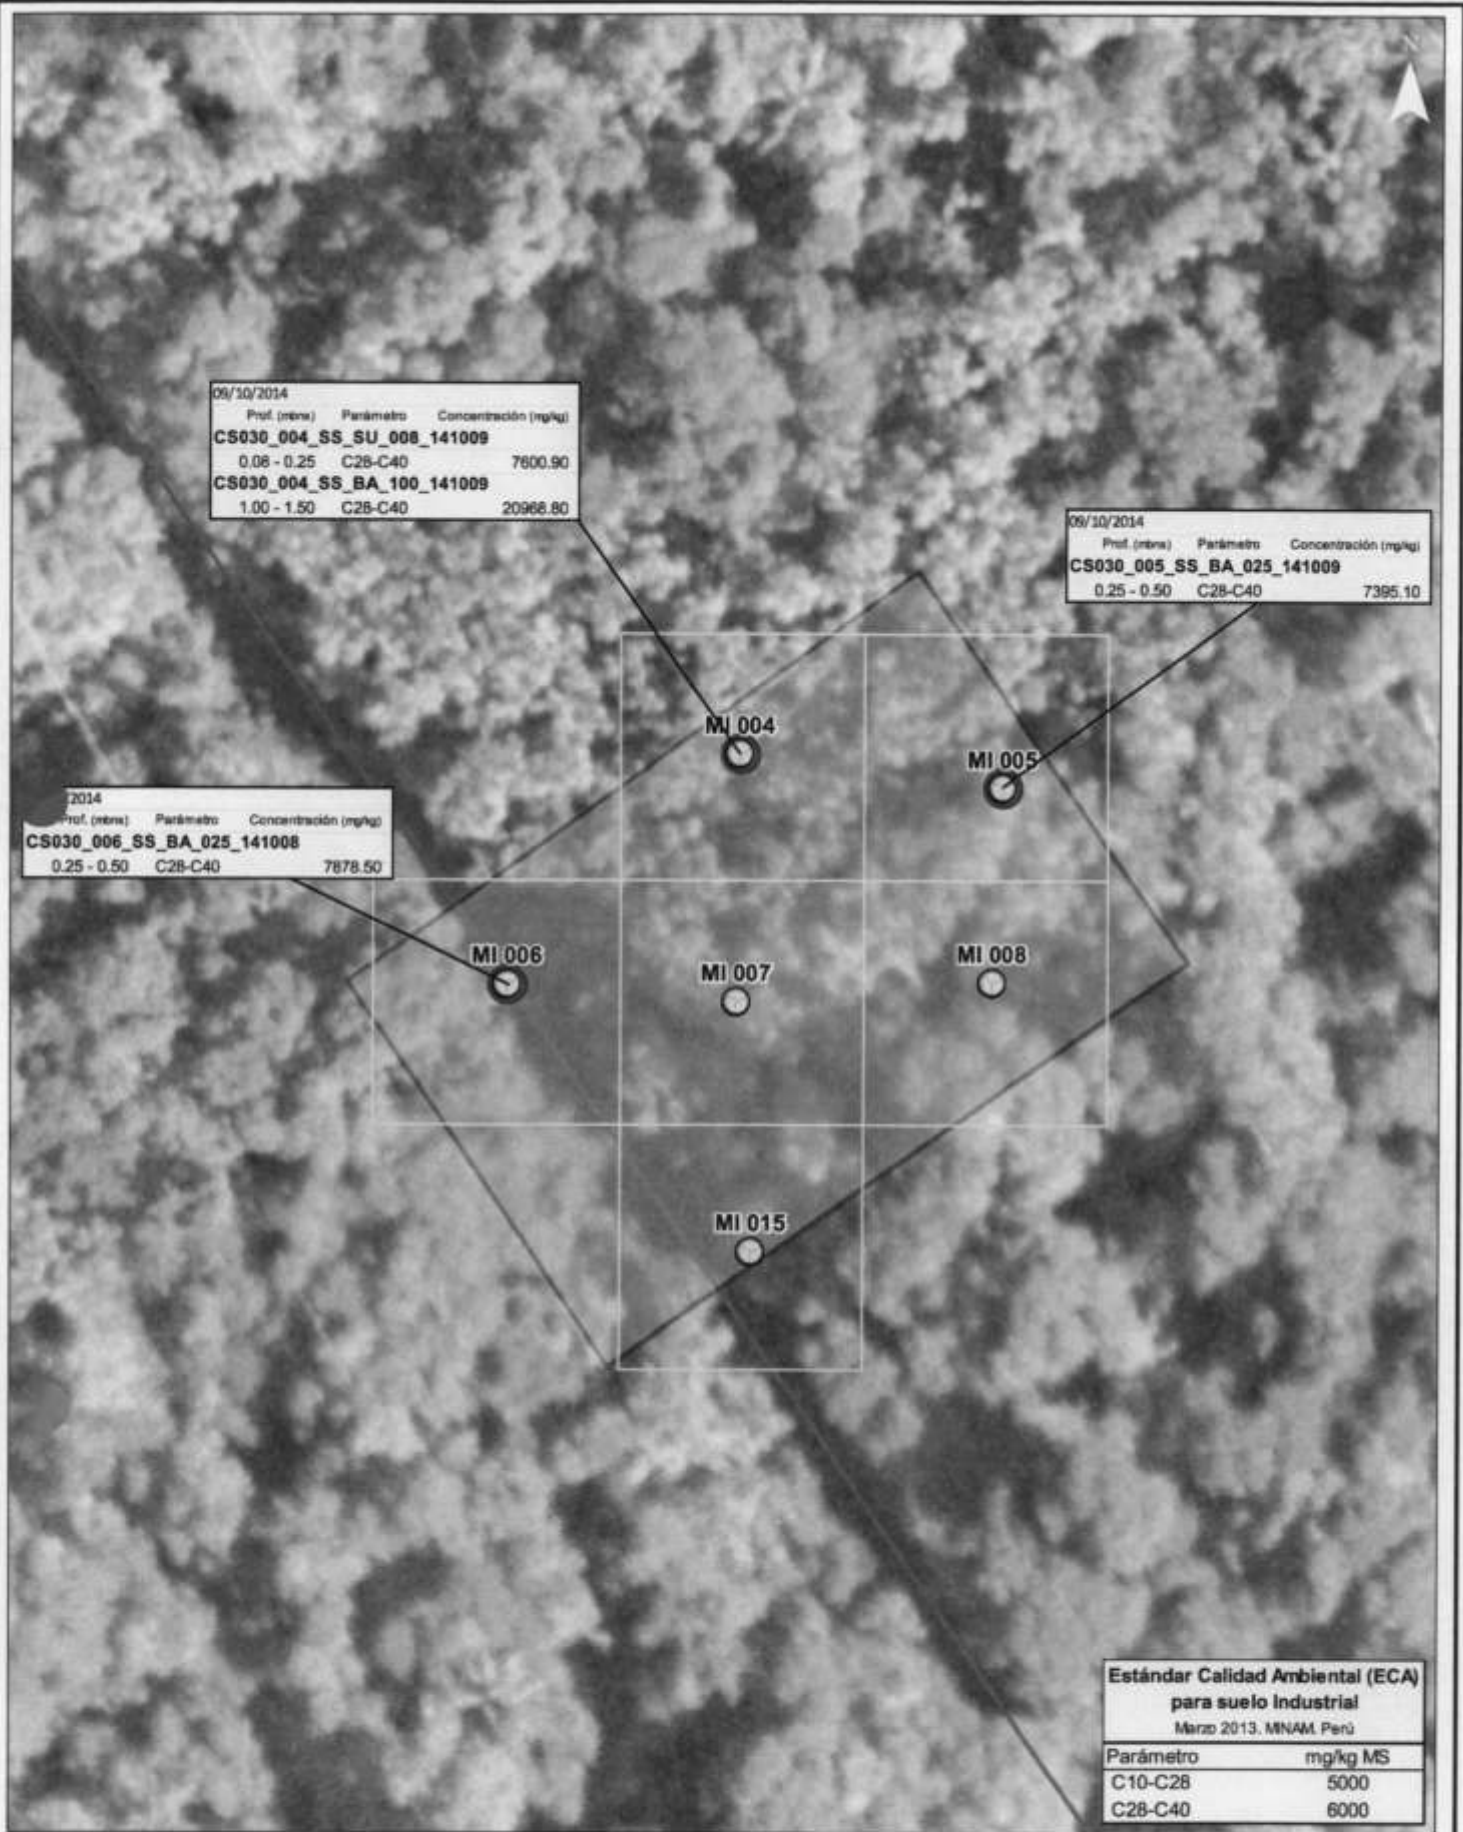 N
09/10/2014
Prof. (mbns) Parámetro Concentración (mg/kg)
CS030_004_SS_SU_008_141009
0.08 - 0.25 C28-C40 7600.90
CS030_004_SS_BA_100_141009
1.00 - 1.50 C28-C40 20968.80
09/10/2014
Prof. (mbns) Parámetro Concentración (mg/kg)
CS030_005_SS_BA_025_141009
0.25 - 0.50 C28-C40 7395.10
MI 004
MI 005
/2014
Prof. (mbns) Parámetro Concentración (mg/kg)
CS030_006_SS_BA_025_141008
0.25 - 0.50 C28-C40 7878.50
MI 006
MI 007
MI 008
MI 015
Estándar Calidad Ambiental (ECA)
para suelo Industrial
Marzo 2013. MINAM. Perú
Parámetro mg/kg MS
C10-C28 5000
C28-C40 6000